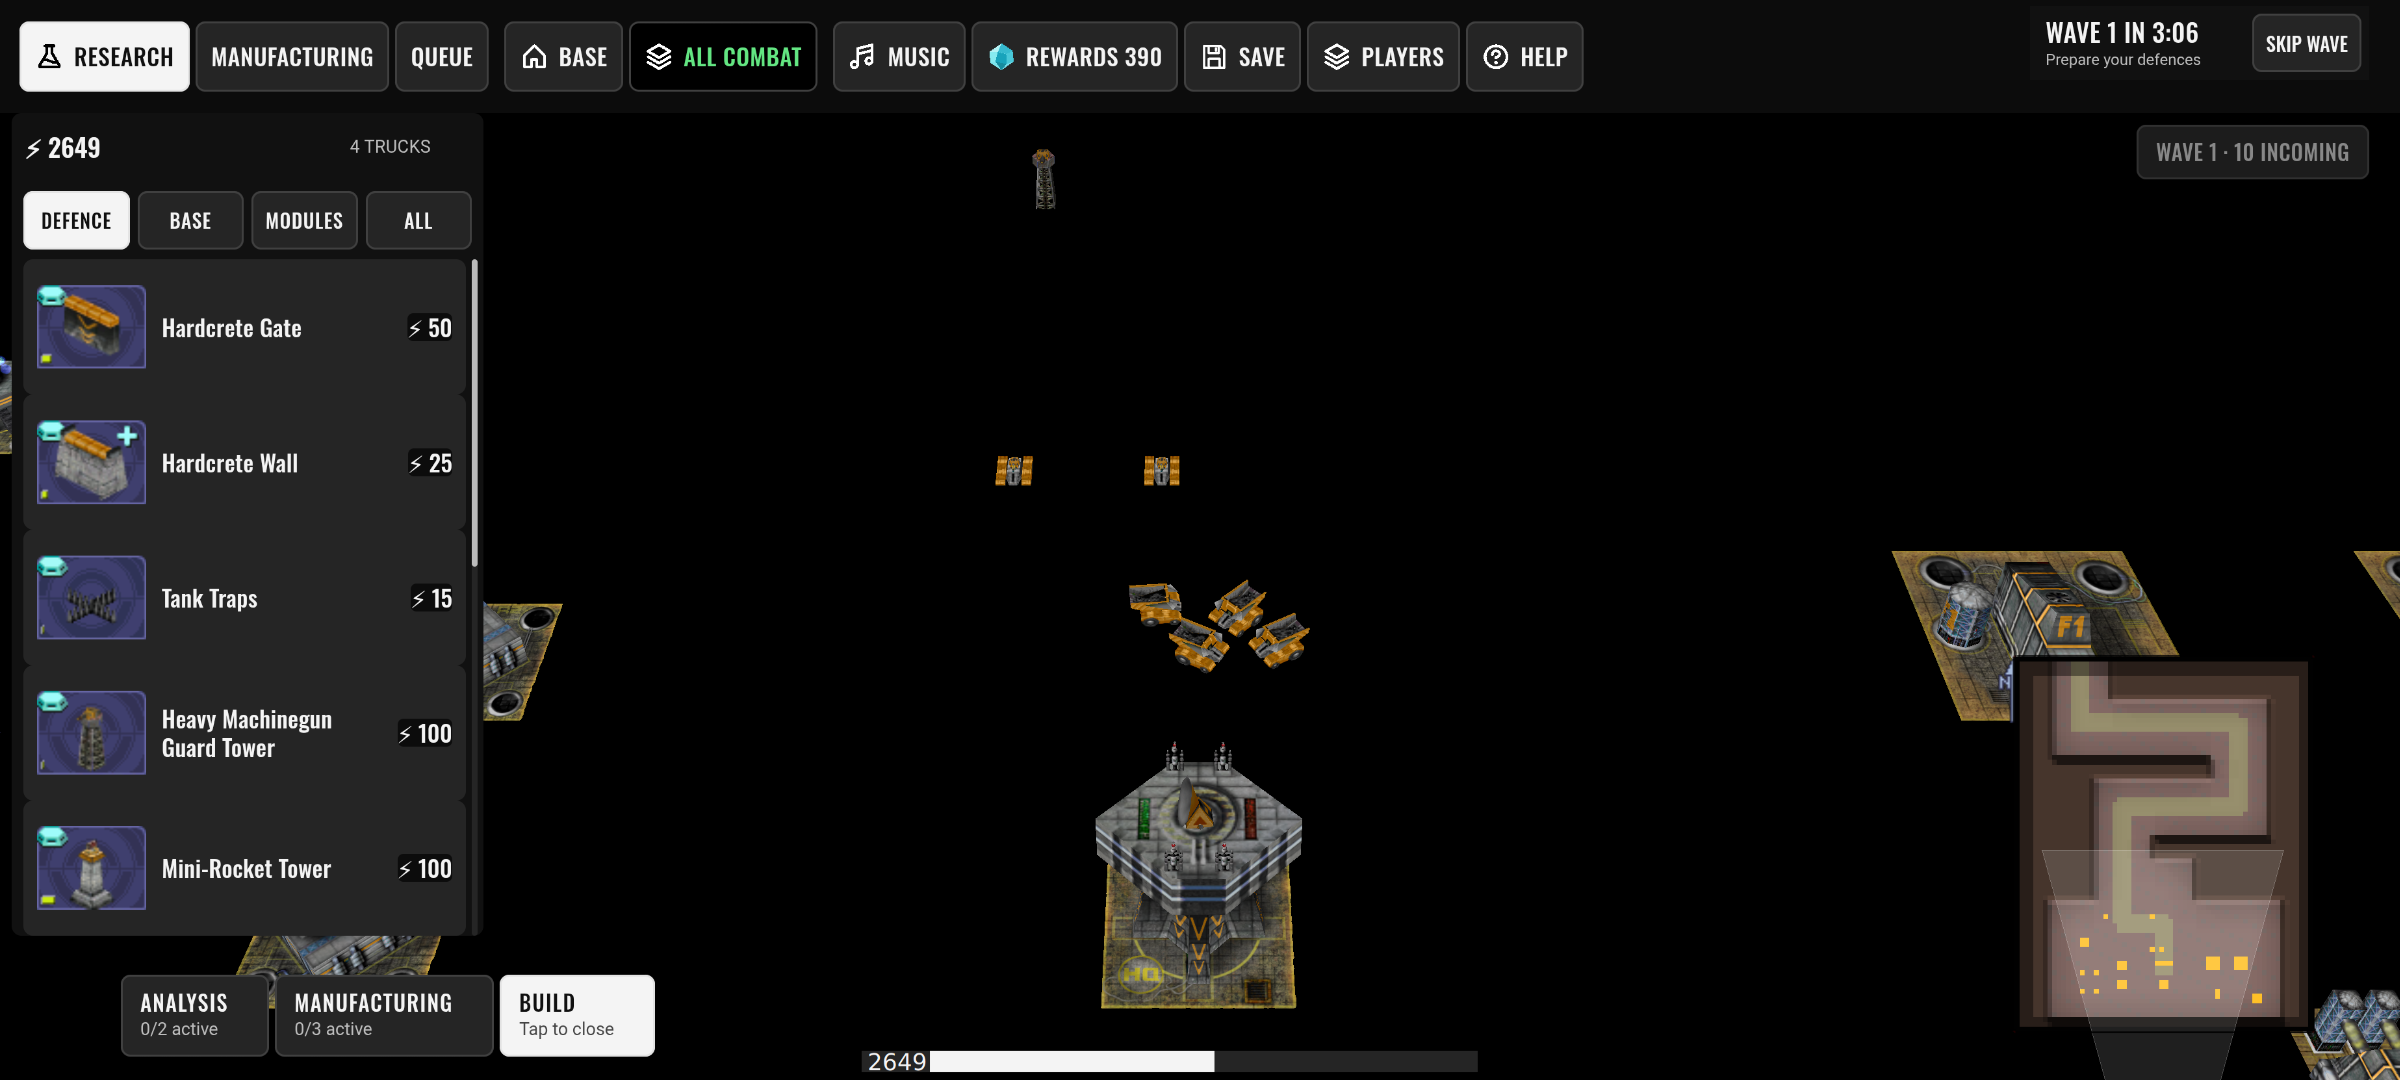 RESEARCH
MANUFACTURING
QUEUE
BASE
ALL COMBAT
MUSIC
REWARDS 390
SAVE
PLAYERS
HELP
WAVE 1 IN 3:06
Prepare your defences
SKIP WAVE
2649
4 TRUCKS
WAVE 1 · 10 INCOMING
DEFENCE
BASE
MODULES
ALL
Hardcrete Gate
50
Hardcrete Wall
25
Tank Traps
15
Heavy Machinegun
Guard Tower
100
Mini-Rocket Tower
100
F1
N
HQ
ANALYSIS
0/2 active
MANUFACTURING
0/3 active
BUILD
Tap to close
2649